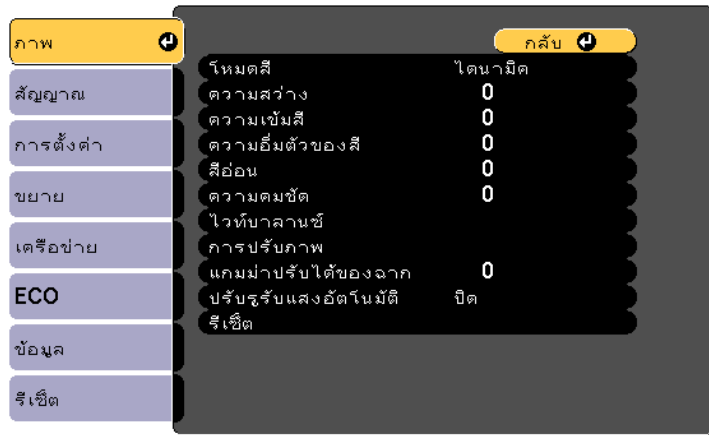 ภาพ
สัญญาณ
การตั้งค่า
ขยาย
เครือข่าย
ECO
ข้อมูล
รีเซ็ต
กลับ
โหมดสี ไดนามิค
ความสว่าง 0
ความเข้มสี 0
ความอิ่มตัวของสี 0
สีอ่อน 0
ความคมชัด 0
ไวท์บาลานซ์
การปรับภาพ
แกมม่าปรับได้ของฉาก 0
ปรับรูรับแสงอัตโนมัติ ปิด
รีเซ็ต